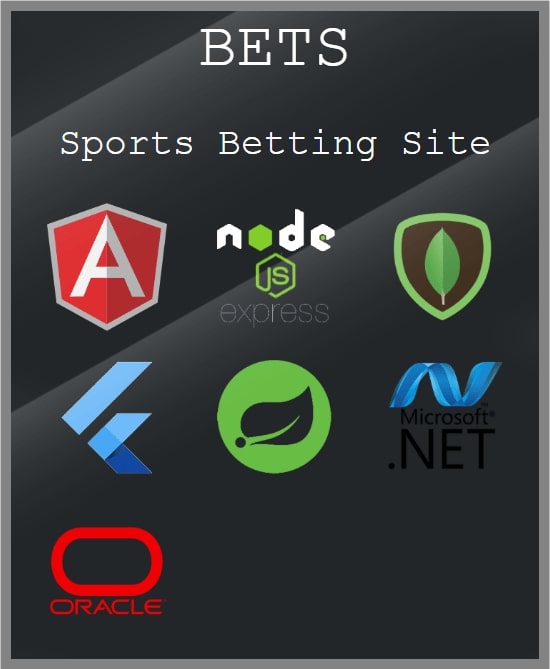 BETS
Sports Betting Site
A
node
JS
express
Microsoft®
.NET
ORACLE